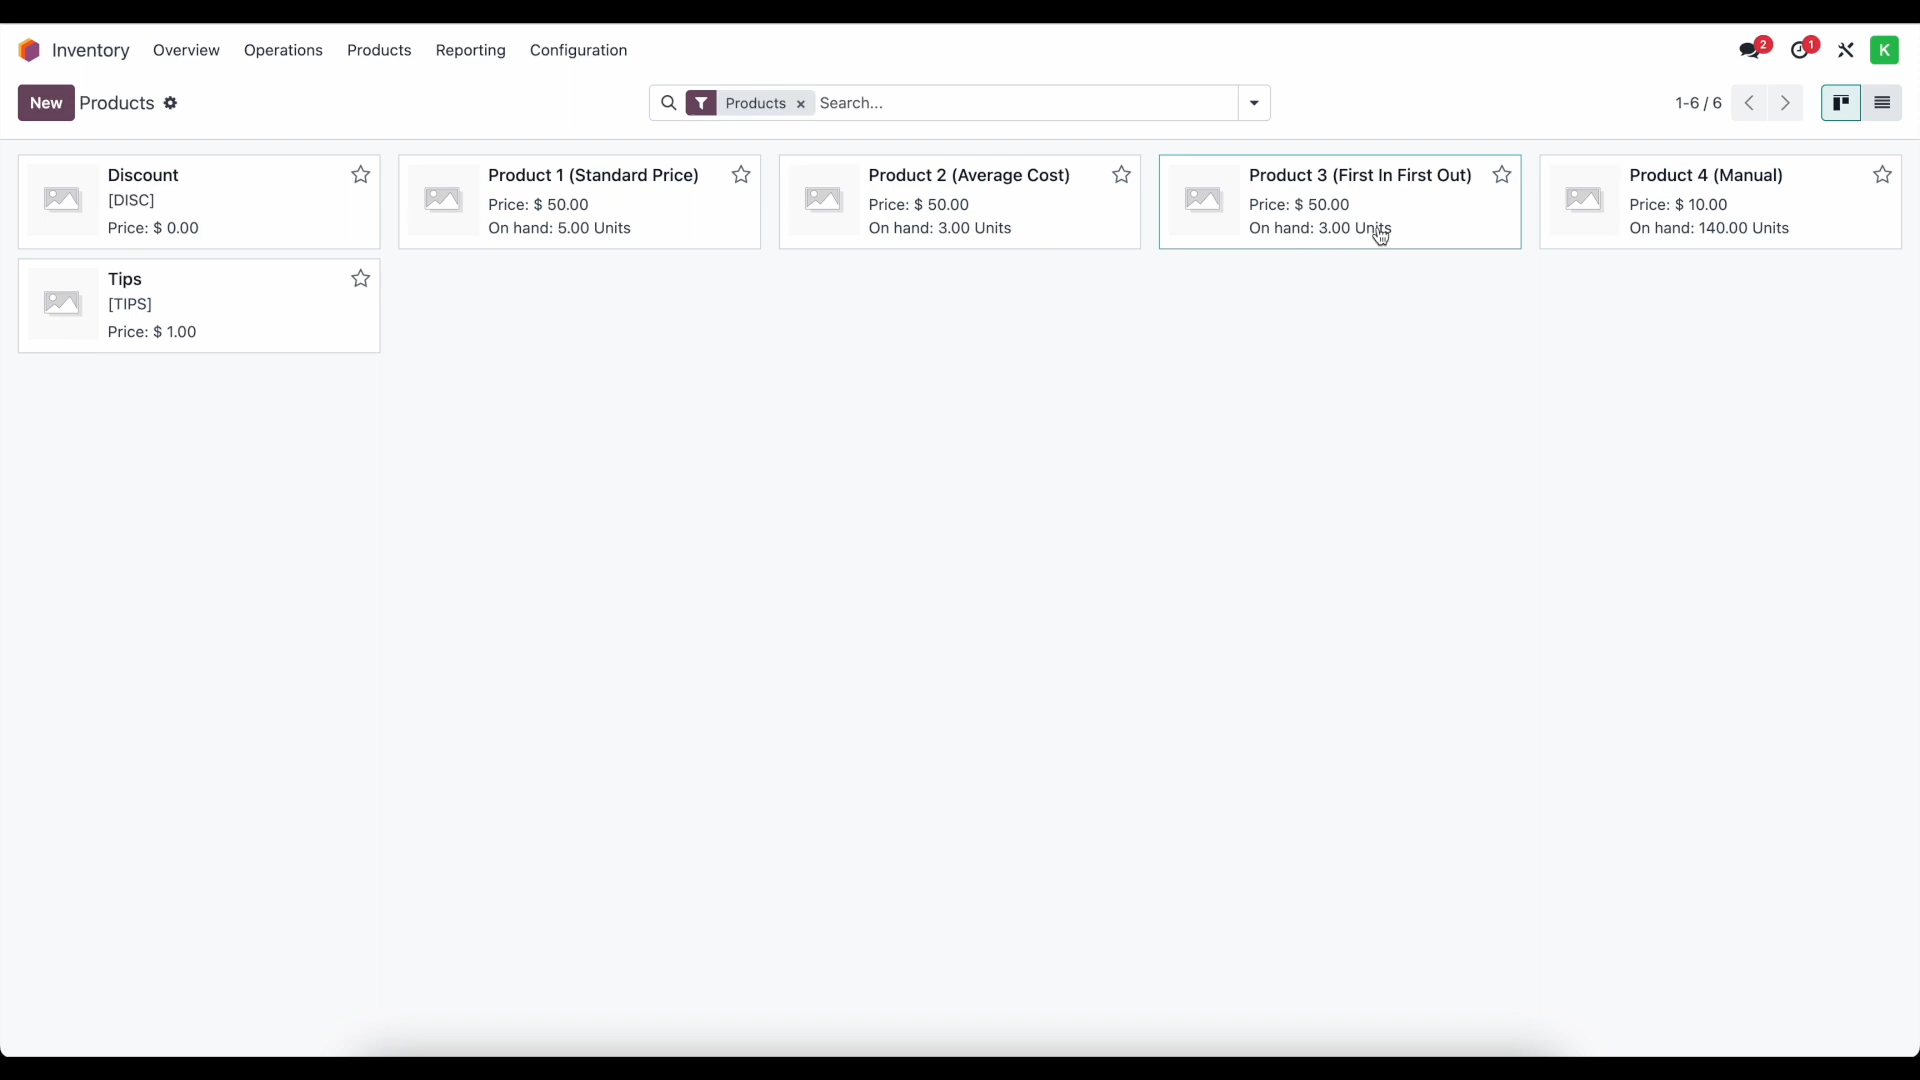 Inventory Overview Operations Products Reporting Configuration 2 1 K
New Products Products × Search... 1-6 / 6
Discount
[DISC]
Price: $ 0.00
Product 1 (Standard Price)
Price: $ 50.00
On hand: 5.00 Units
Product 2 (Average Cost)
Price: $ 50.00
On hand: 3.00 Units
Product 3 (First In First Out)
Price: $ 50.00
On hand: 3.00 Units
Product 4 (Manual)
Price: $ 10.00
On hand: 140.00 Units
Tips
[TIPS]
Price: $ 1.00